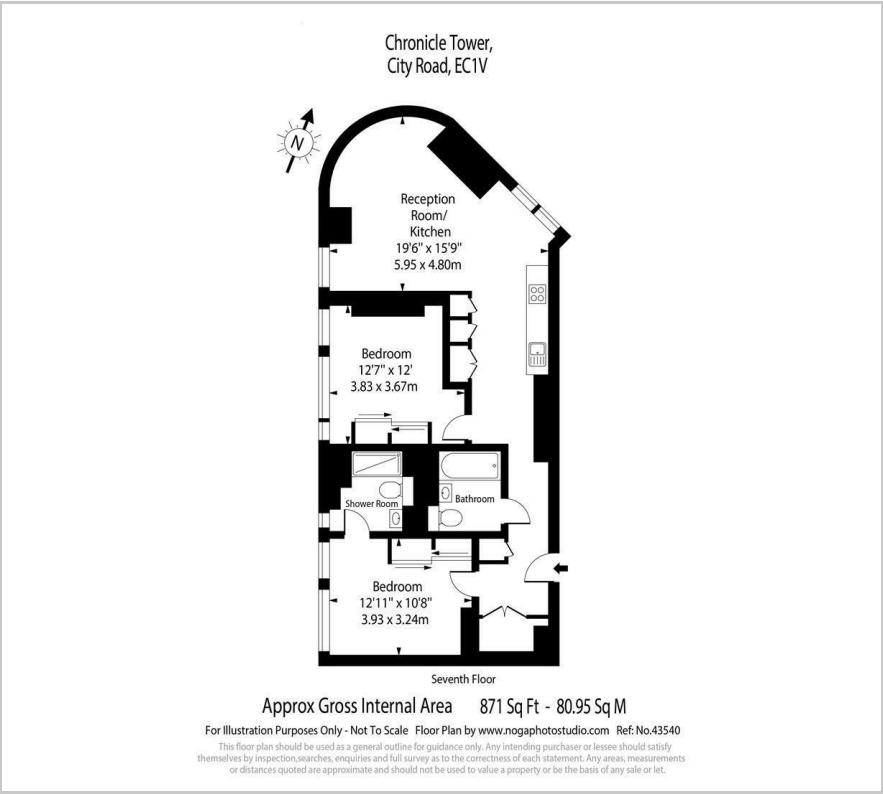 Chronicle Tower,
City Road, EC1V
N
Reception
Room/
Kitchen
19'6" x 15'9"
5.95 x 4.80m
Bedroom
12'7" x 12'
3.83 x 3.67m
Shower Room
Bathroom
Bedroom
12'11" x 10'8"
3.93 x 3.24m
Seventh Floor
Approx Gross Internal Area 871 Sq Ft - 80.95 Sq M
For Illustration Purposes Only - Not To Scale Floor Plan by www.nogaphotostudio.com Ref: No.43540
This floor plan should be used as a general outline for guidance only. Any intending purchaser or lessee should satisfy
themselves by inspection,searches, enquiries and full survey as to the correctness of each statement. Any areas, measurements
or distances quoted are approximate and should not be used to value a property or be the basis of any sale or let.